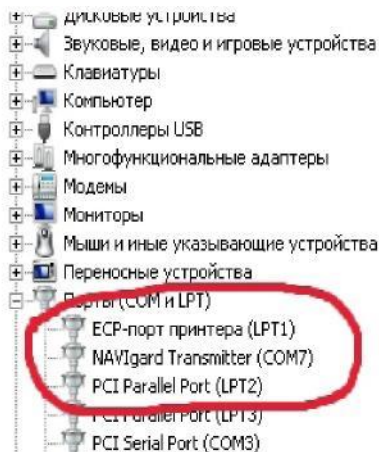 Дисковые устройства
Звуковые, видео и игровые устройства
Клавиатуры
Компьютер
Контроллеры USB
Многофункциональные адаптеры
Модемы
Мониторы
Мыши и иные указывающие устройства
Переносные устройства
Порты (COM и LPT)
ECP-порт принтера (LPT1)
NAVIgard Transmitter (COM7)
PCI Parallel Port (LPT2)
PCI Parallel Port (LPT3)
PCI Serial Port (COM3)